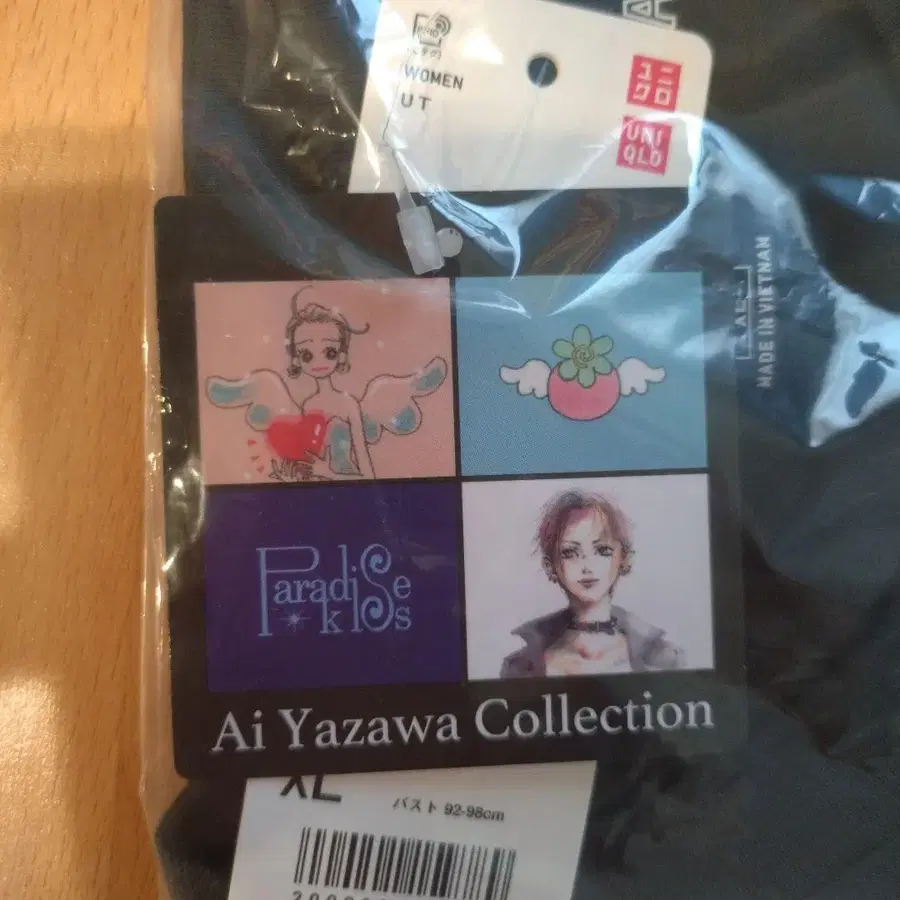 RFID
WOMEN
UT
ユニ
クロ
UNI
QLO
MADE IN VIETNAM
ParadiSe
kiss
Ai Yazawa Collection
XL
バスト 92-98cm